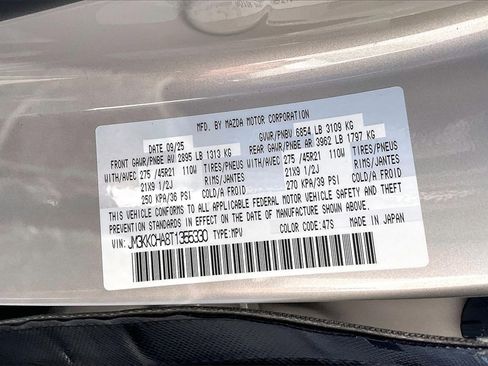 MFD. BY MAZDA MOTOR CORPORATION
DATE 09/25 GVWR/PNBV 6854 LB 3109 KG
FRONT GAWR/PNBE AV 2895 LB 1313 KG REAR GAWR/PNBE AR 3962 LB 1797 KG
WITH/AVEC 275 /45R21 110W TIRES/PNEUS WITH/AVEC 275 /45R21 110W TIRES/PNEUS
21X9 1/2J RIMS/JANTES 21X9 1/2J RIMS/JANTES
250 KPA/36 PSI COLD/A FROID 270 KPA/39 PSI COLD/A FROID
THIS VEHICLE CONFORMS TO ALL APPLICABLE FEDERAL MOTOR VEHICLE SAFETY AND THEFT
PREVENTION STANDARDS IN EFFECT ON THE DATE OF MANUFACTURE SHOWN ABOVE.
VIN: JM3KKCHA8T1355330 TYPE: MPV COLOR CODE: 47S MADE IN JAPAN